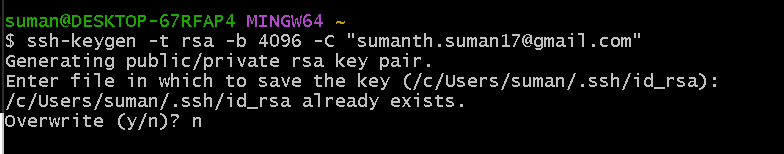 suman@DESKTOP-67RFAP4 MINGW64 ~
$ ssh-keygen -t rsa -b 4096 -C "sumanth.suman17@gmail.com"
Generating public/private rsa key pair.
Enter file in which to save the key (/c/Users/suman/.ssh/id_rsa):
/c/Users/suman/.ssh/id_rsa already exists.
Overwrite (y/n)? n